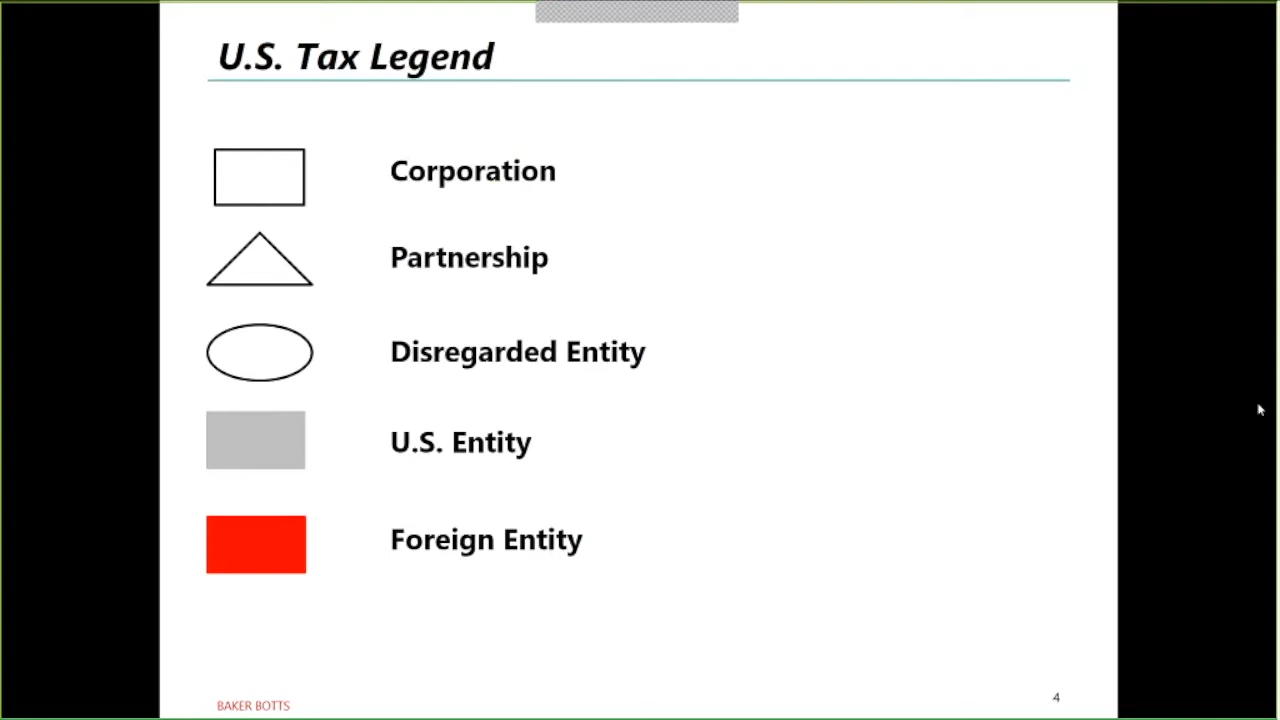 U.S. Tax Legend
Corporation
Partnership
Disregarded Entity
U.S. Entity
Foreign Entity
BAKER BOTTS
4